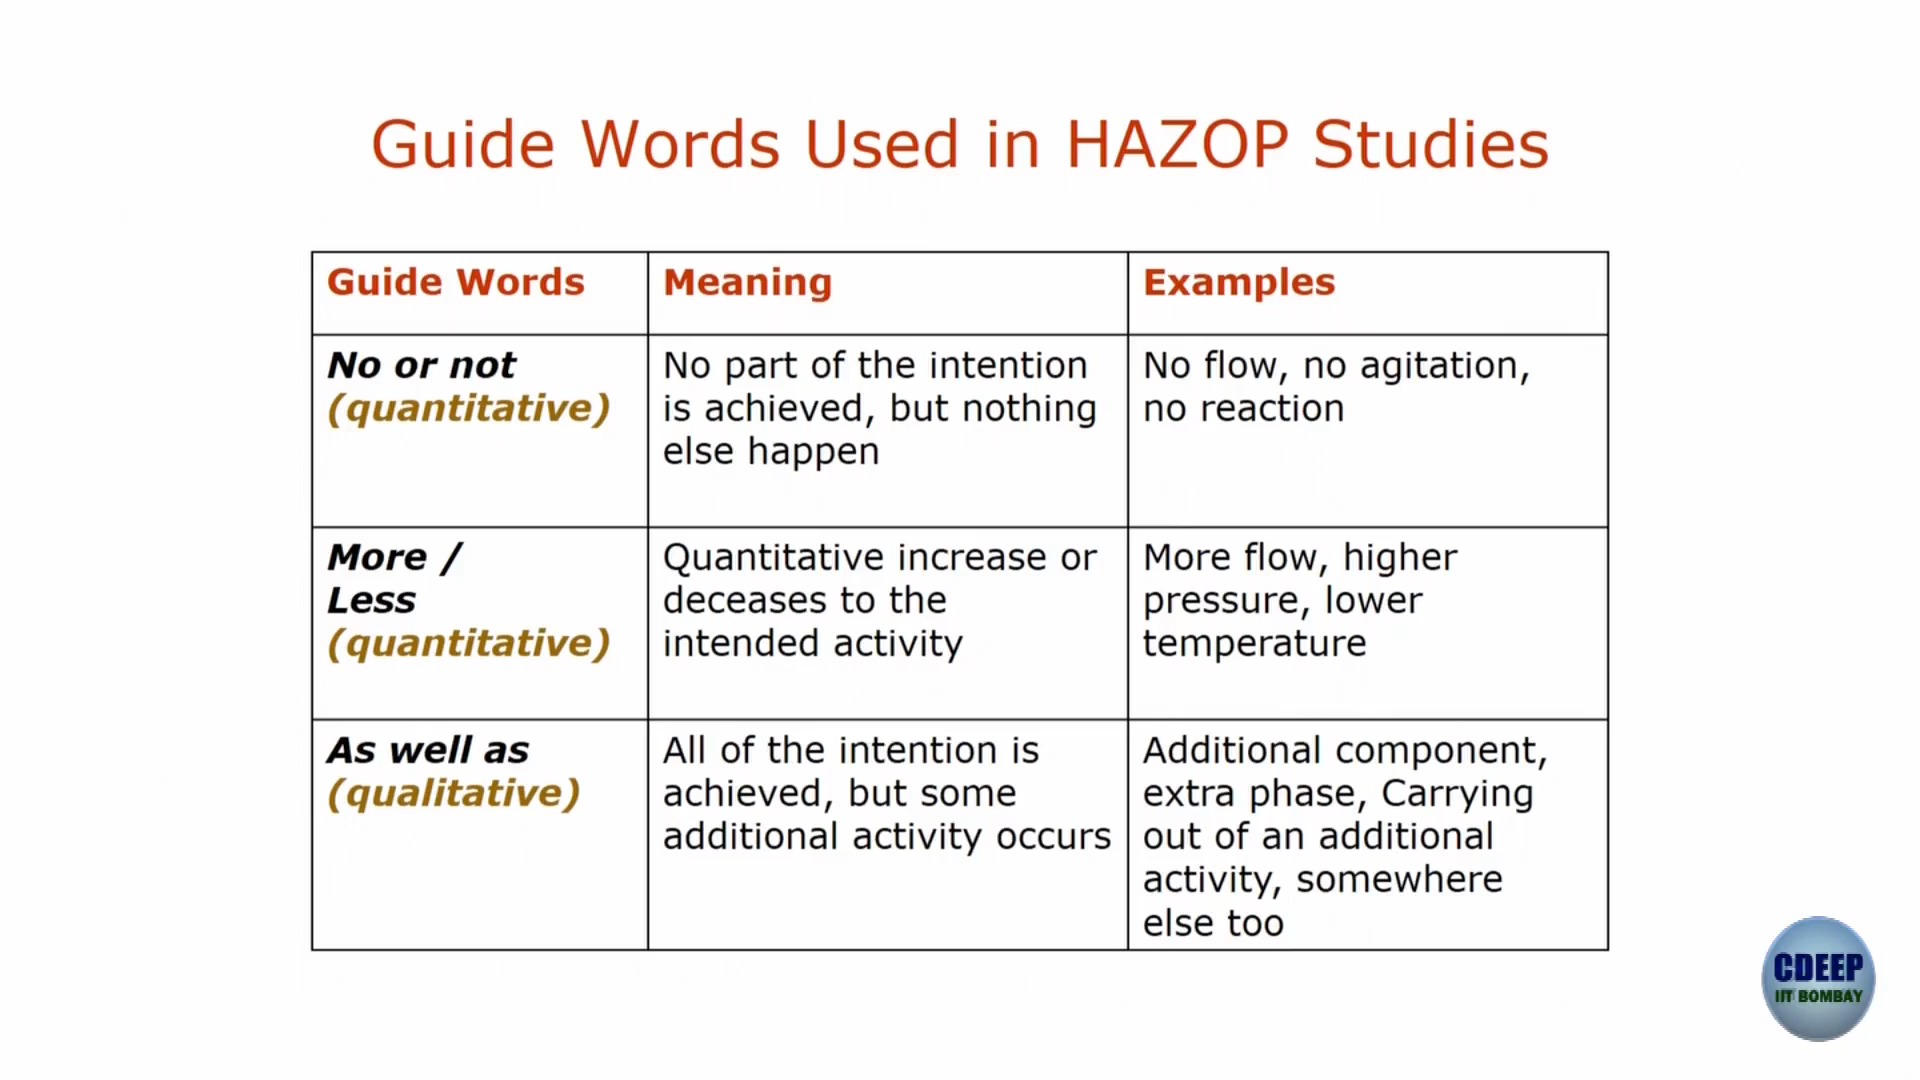 Guide Words Used in HAZOP Studies
Guide Words
Meaning
Examples
No or not
(quantitative)
No part of the intention
is achieved, but nothing
else happen
No flow, no agitation,
no reaction
More /
Less
(quantitative)
Quantitative increase or
deceases to the
intended activity
More flow, higher
pressure, lower
temperature
As well as
(qualitative)
All of the intention is
achieved, but some
additional activity occurs
Additional component,
extra phase, Carrying
out of an additional
activity, somewhere
else too
CDEEP
IIT BOMBAY